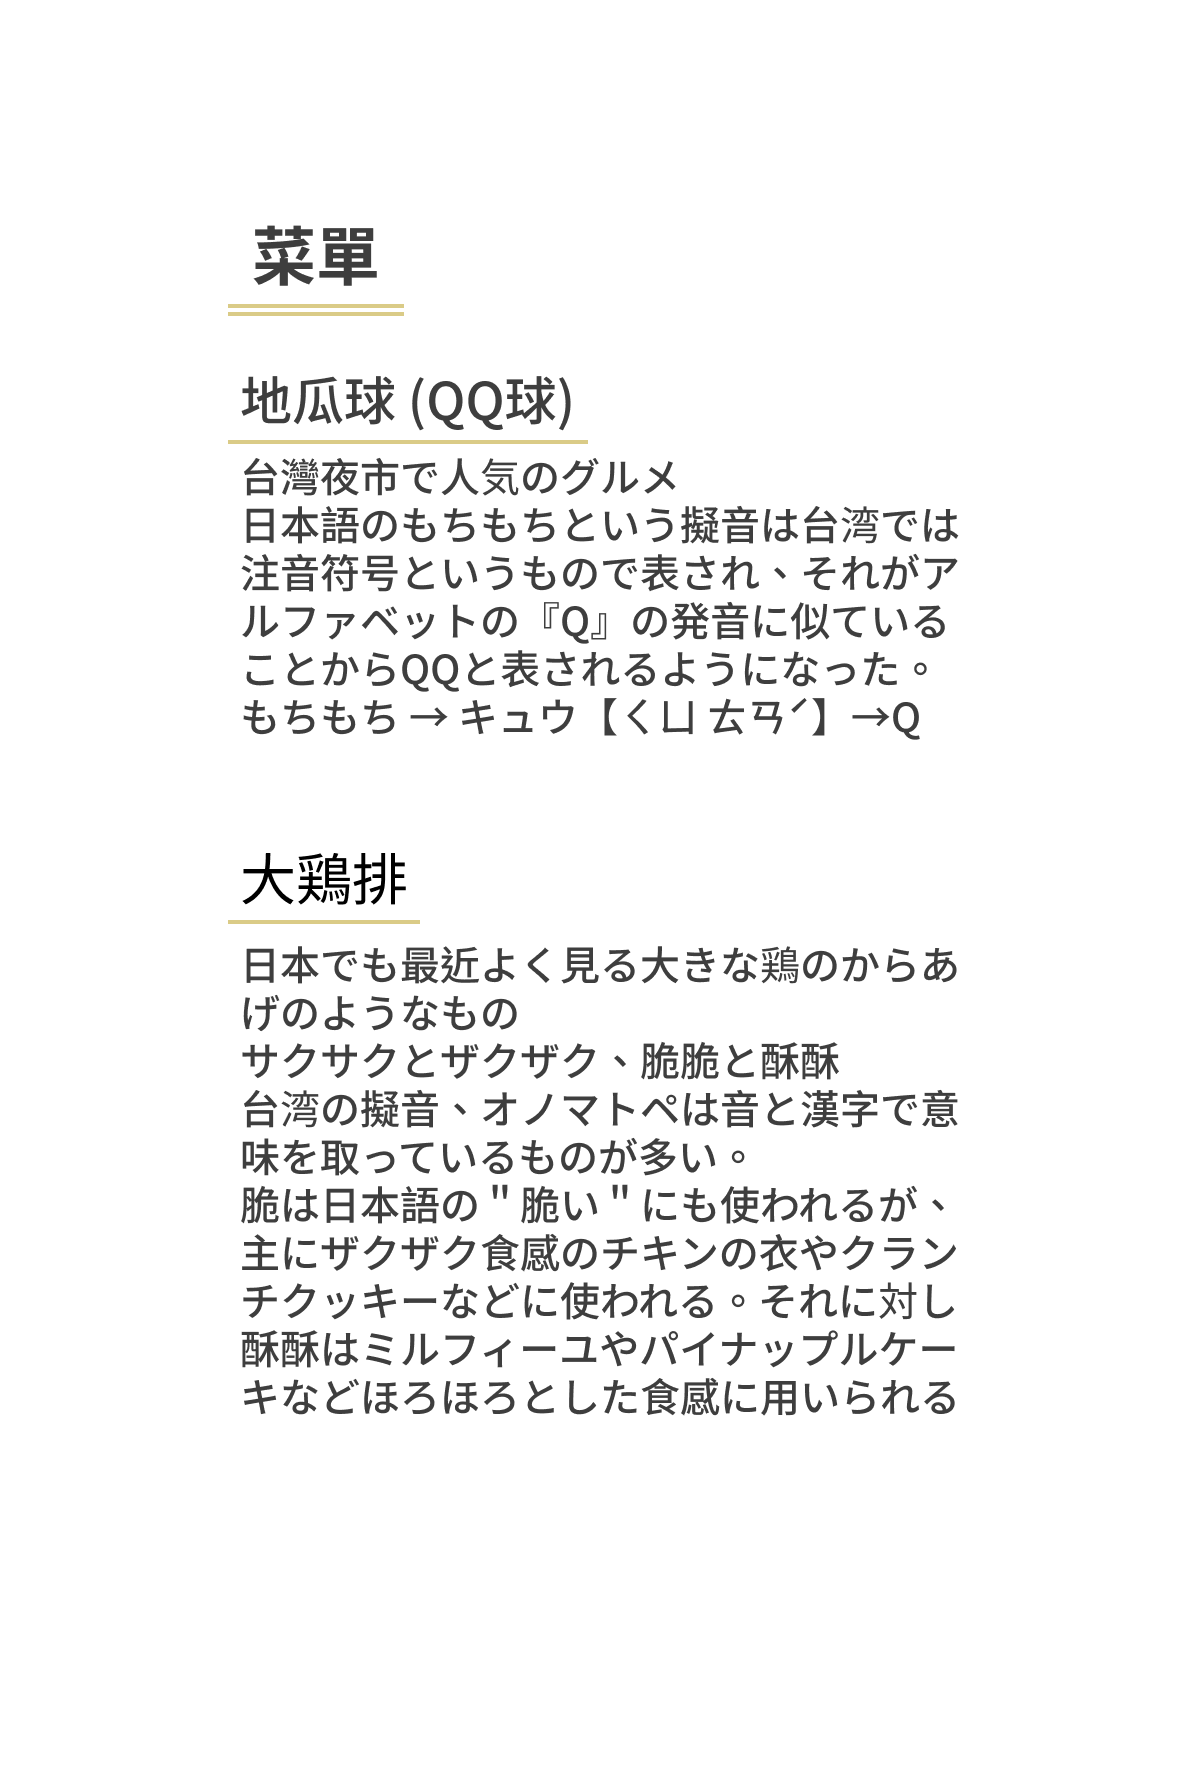 菜單
地瓜球 (QQ球)
台灣夜市で人気のグルメ
日本語のもちもちという擬音は台湾では
注音符号というもので表され、それがア
ルファベットの『Q』の発音に似ている
ことからQQと表されるようになった。
もちもち → キュウ【ㄑㄩ ㄊㄢˊ】→Q
大鶏排
日本でも最近よく見る大きな鶏のからあ
げのようなもの
サクサクとザクザク、脆脆と酥酥
台湾の擬音、オノマトペは音と漢字で意
味を取っているものが多い。
脆は日本語の＂脆い＂にも使われるが、
主にザクザク食感のチキンの衣やクラン
チクッキーなどに使われる。それに対し
酥酥はミルフィーユやパイナップルケー
キなどほろほろとした食感に用いられる